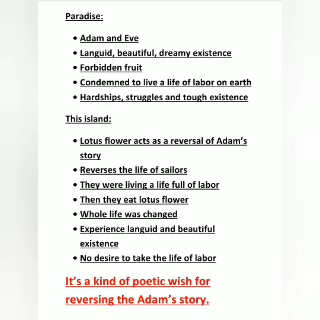 Paradise:
• Adam and Eve
• Languid, beautiful, dreamy existence
• Forbidden fruit
• Condemned to live a life of labor on earth
• Hardships, struggles and tough existence
This island:
• Lotus flower acts as a reversal of Adam's
story
• Reverses the life of sailors
• They were living a life full of labor
• Then they eat lotus flower
• Whole life was changed
• Experience languid and beautiful
existence
• No desire to take the life of labor
It's a kind of poetic wish for
reversing the Adam's story.